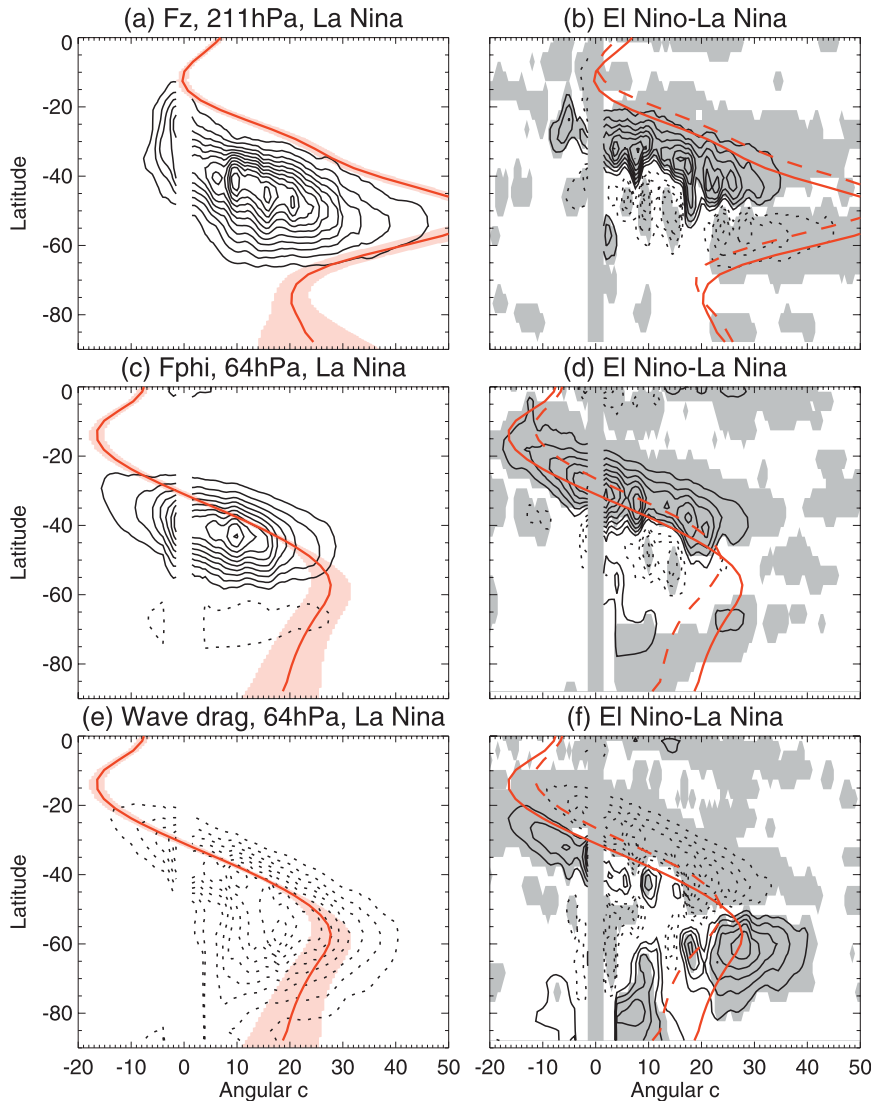 (a) Fz, 211hPa, La Nina
(b) El Nino-La Nina
0
-20
-40
-60
-80
Latitude
(c) Fphi, 64hPa, La Nina
(d) El Nino-La Nina
0
-20
-40
-60
-80
Latitude
(e) Wave drag, 64hPa, La Nina
(f) El Nino-La Nina
0
-20
-40
-60
-80
Latitude
-20 -10 0 10 20 30 40 50
-20 -10 0 10 20 30 40 50
Angular c
Angular c